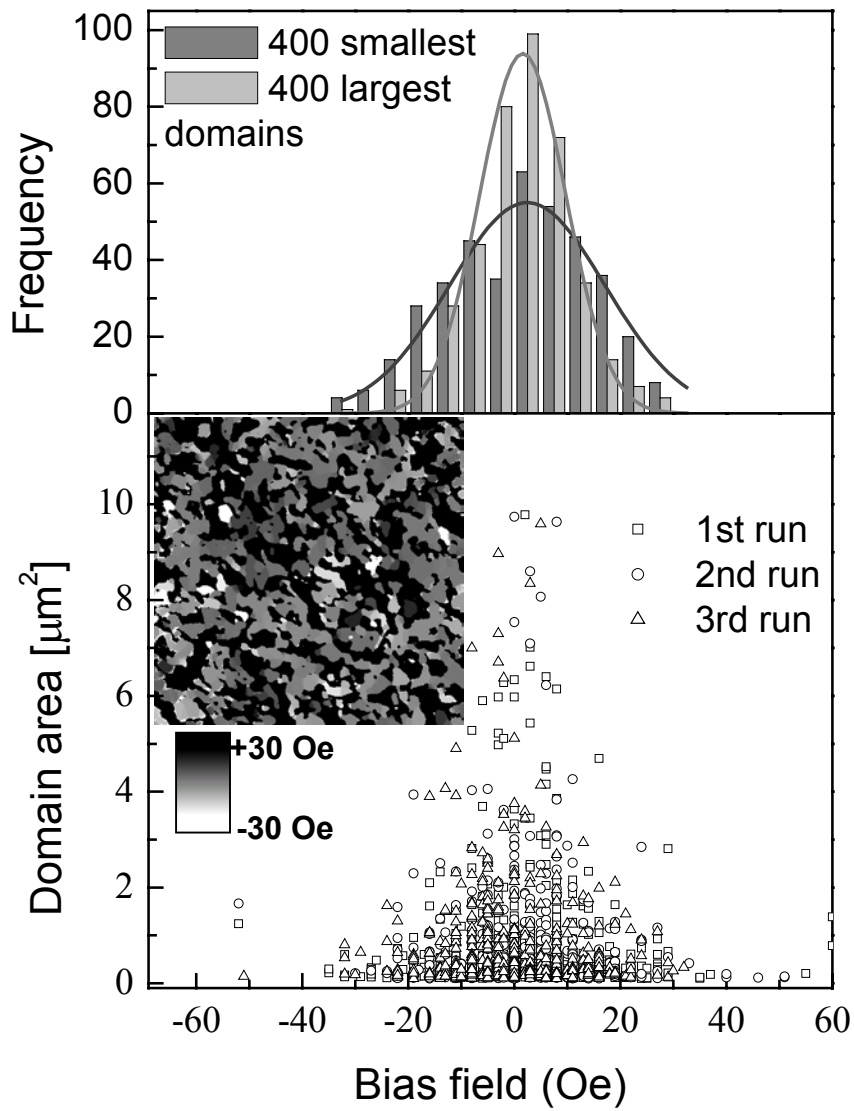 100
80
60
40
20
0
Frequency
400 smallest
400 largest
domains
10
8
6
4
2
0
Domain area [μm²]
1st run
2nd run
3rd run
+30 Oe
-30 Oe
-60 -40 -20 0 20 40 60
Bias field (Oe)